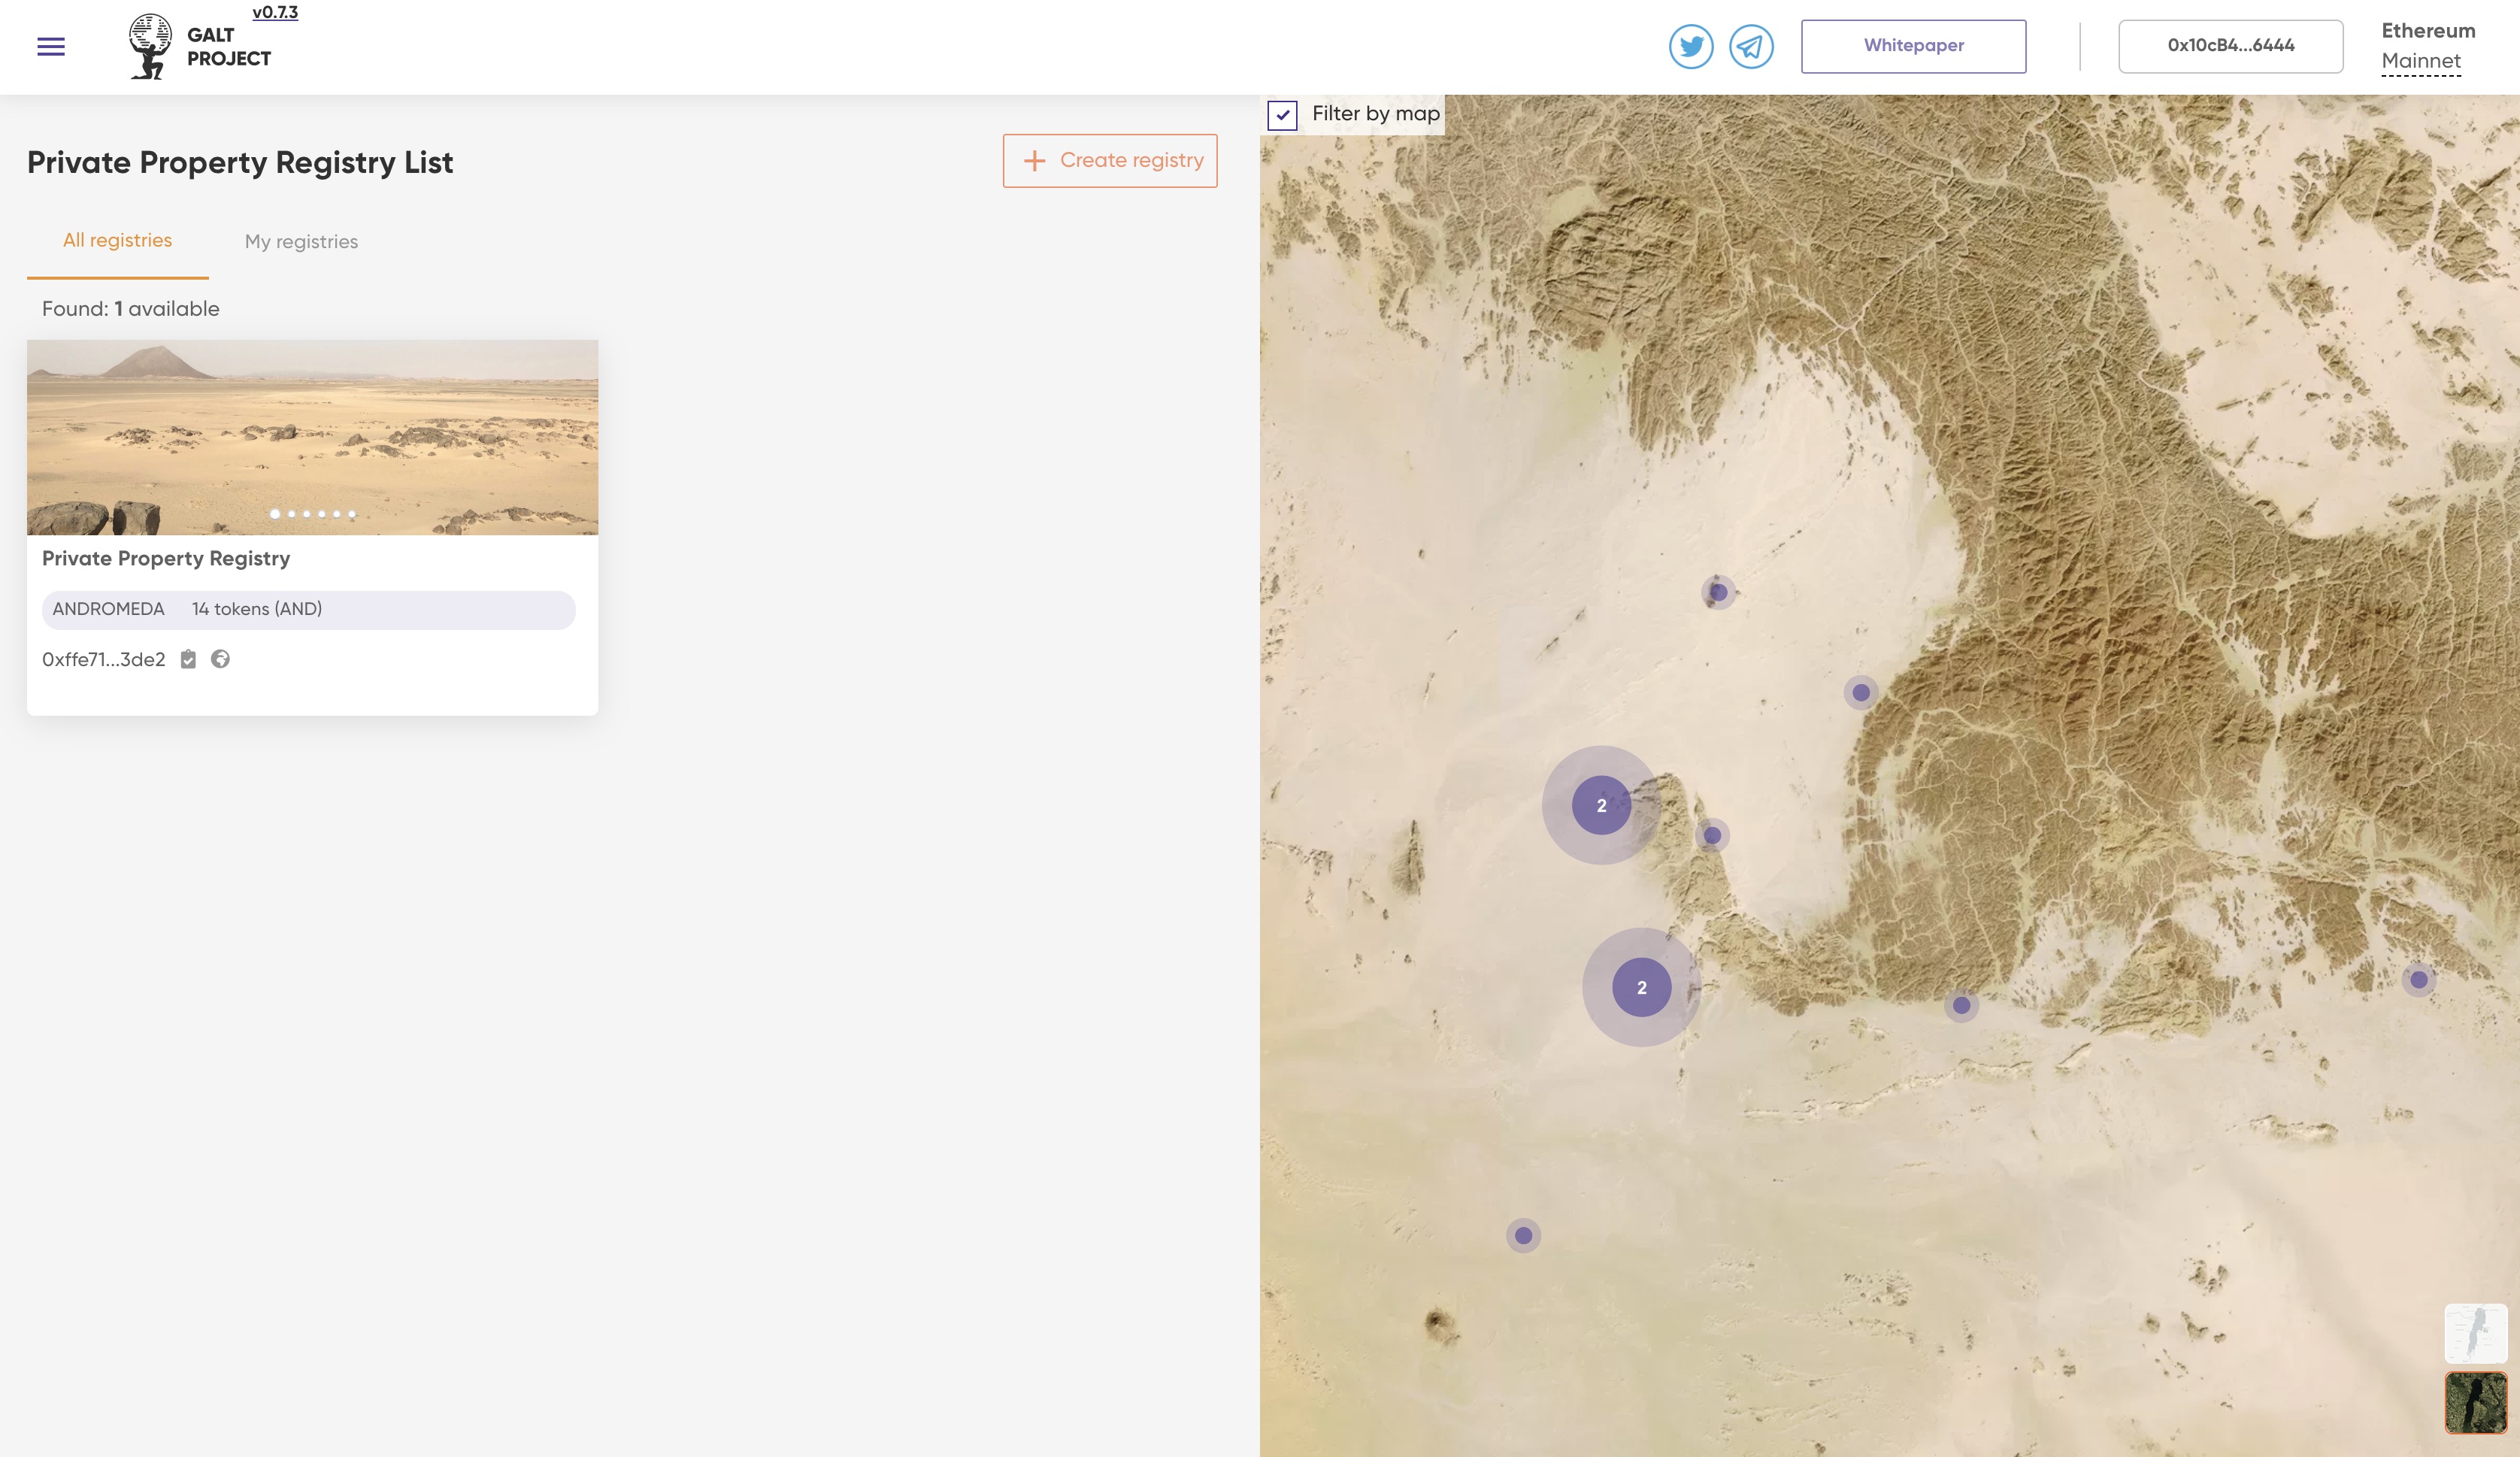 v0.7.3
GALT
PROJECT
Whitepaper
0x10cB4...6444
Ethereum
Mainnet
Filter by map
Private Property Registry List
Create registry
All registries
My registries
Found: 1 available
Private Property Registry
ANDROMEDA 14 tokens (AND)
0xffe71...3de2
2
2